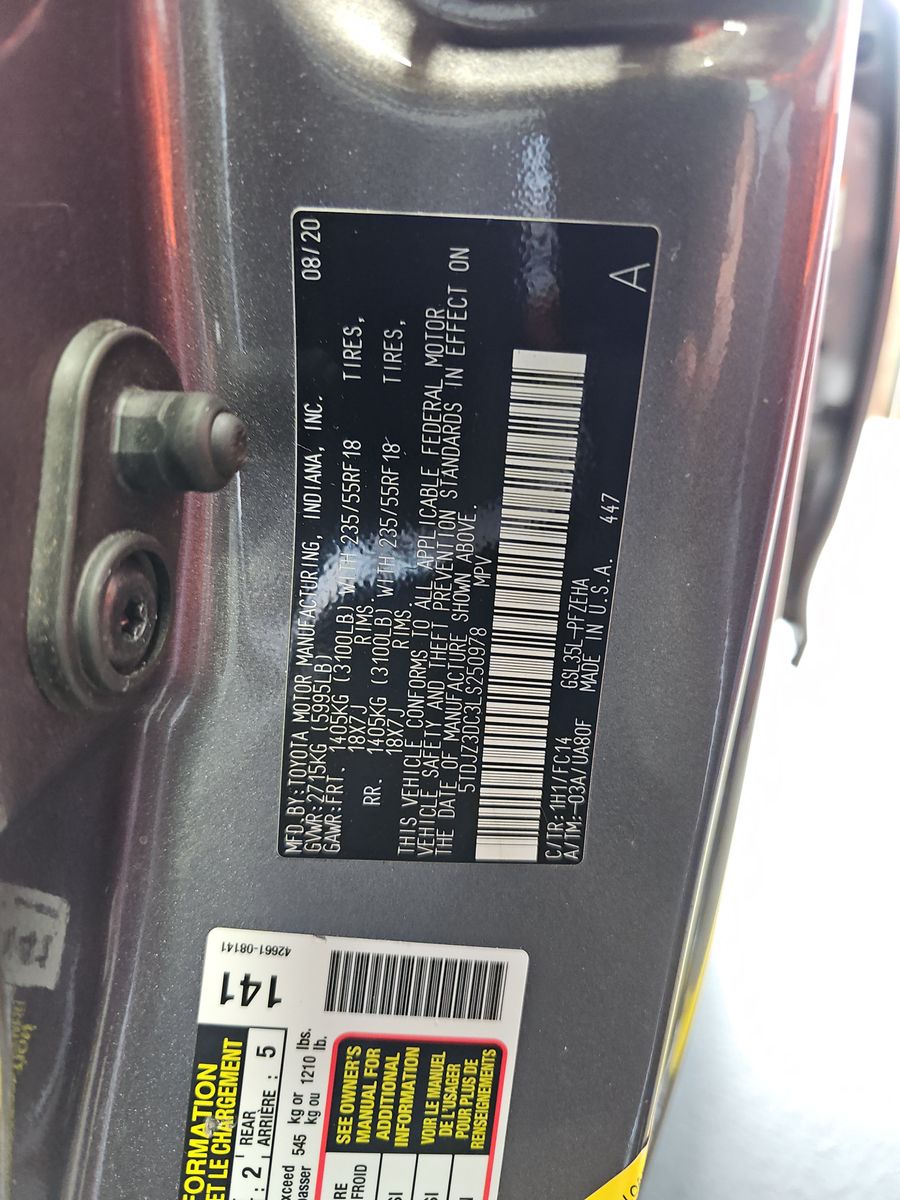 MFD.BY:TOYOTA MOTOR MANUFACTURING, INDIANA, INC. 08/20
GVWR:2715KG (5995LB)
GAWR:FRT. 1405KG (3100LB) WITH 235/55RF18 TIRES,
18X7J RIMS
RR. 1405KG (3100LB) WITH 235/55RF18 TIRES,
18X7J RIMS.
THIS VEHICLE CONFORMS TO ALL APPLICABLE FEDERAL MOTOR
VEHICLE SAFETY AND THEFT PREVENTION STANDARDS IN EFFECT ON
THE DATE OF MANUFACTURE SHOWN ABOVE.
5TDJZ3DC3LS250978 MPV
C/TR:1H1/FC14 GSL35L-PFZEHA
A/TM:-03A/UA80F MADE IN U.S.A. 447
A
42661-08141
141
FORMATION
ET LE CHARGEMENT
: 2 REAR
ARRIÈRE : 5
545 kg or 1210 lbs.
kg ou lb.
SEE OWNER'S
MANUAL FOR
ADDITIONAL
INFORMATION
VOIR LE MANUEL
DE L'USAGER
POUR PLUS DE
RENSEIGNEMENTS
FROID